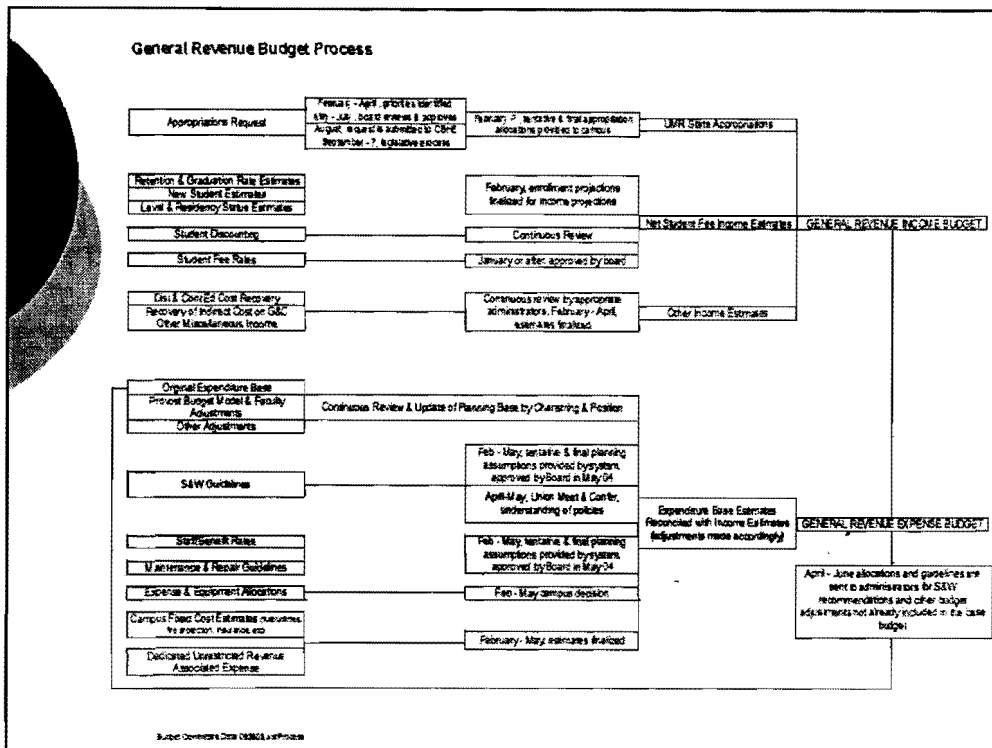 General Revenue Budget Process
Appropriations Request
February - April, priorities identified
May - July, board reviews & approves
August, request is submitted to CBHE
September - ?, legislative process
February - ?, tentative & final appropriation
allocations provided to campus
UMR State Appropriations
Retention & Graduation Rate Estimates
New Student Estimates
Level & Residency Status Estimates
February, enrollment projections
finalized for income projections
Net Student Fee Income Estimates
GENERAL REVENUE INCOME BUDGET
Student Discounting
Continuous Review
Student Fee Rates
January or after, approved by board
Dist & ContEd Cost Recovery
Recovery of Indirect Cost on G&C
Other Miscellaneous Income
Continuous review by appropriate
administrators, February - April,
estimates finalized
Other Income Estimates
Original Expenditure Base
Provost Budget Model & Faculty
Adjustments
Other Adjustments
Continuous Review & Update of Planning Base by Chartstring & Position
S&W Guidelines
Feb - May, tentative & final planning
assumptions provided by system,
approved by Board in May 04
April-May, Union Meet & Confer,
understanding of policies
Expenditure Base Estimates
Reconciled with Income Estimates
(adjustments made accordingly)
GENERAL REVENUE EXPENSE BUDGET
Staff Benefit Rates
Maintenance & Repair Guidelines
Feb - May, tentative & final planning
assumptions provided by system,
approved by Board in May 04
Expense & Equipment Allocations
Feb - May campus decision
April - June allocations and guidelines are
sent to administrators for S&W
recommendations and other budget
adjustments not already included in the base
budget
Campus Fixed Cost Estimates
fire protection, insurance, etc)
February - May, estimates finalized
Dedicated Unrestricted Revenue
Associated Expense